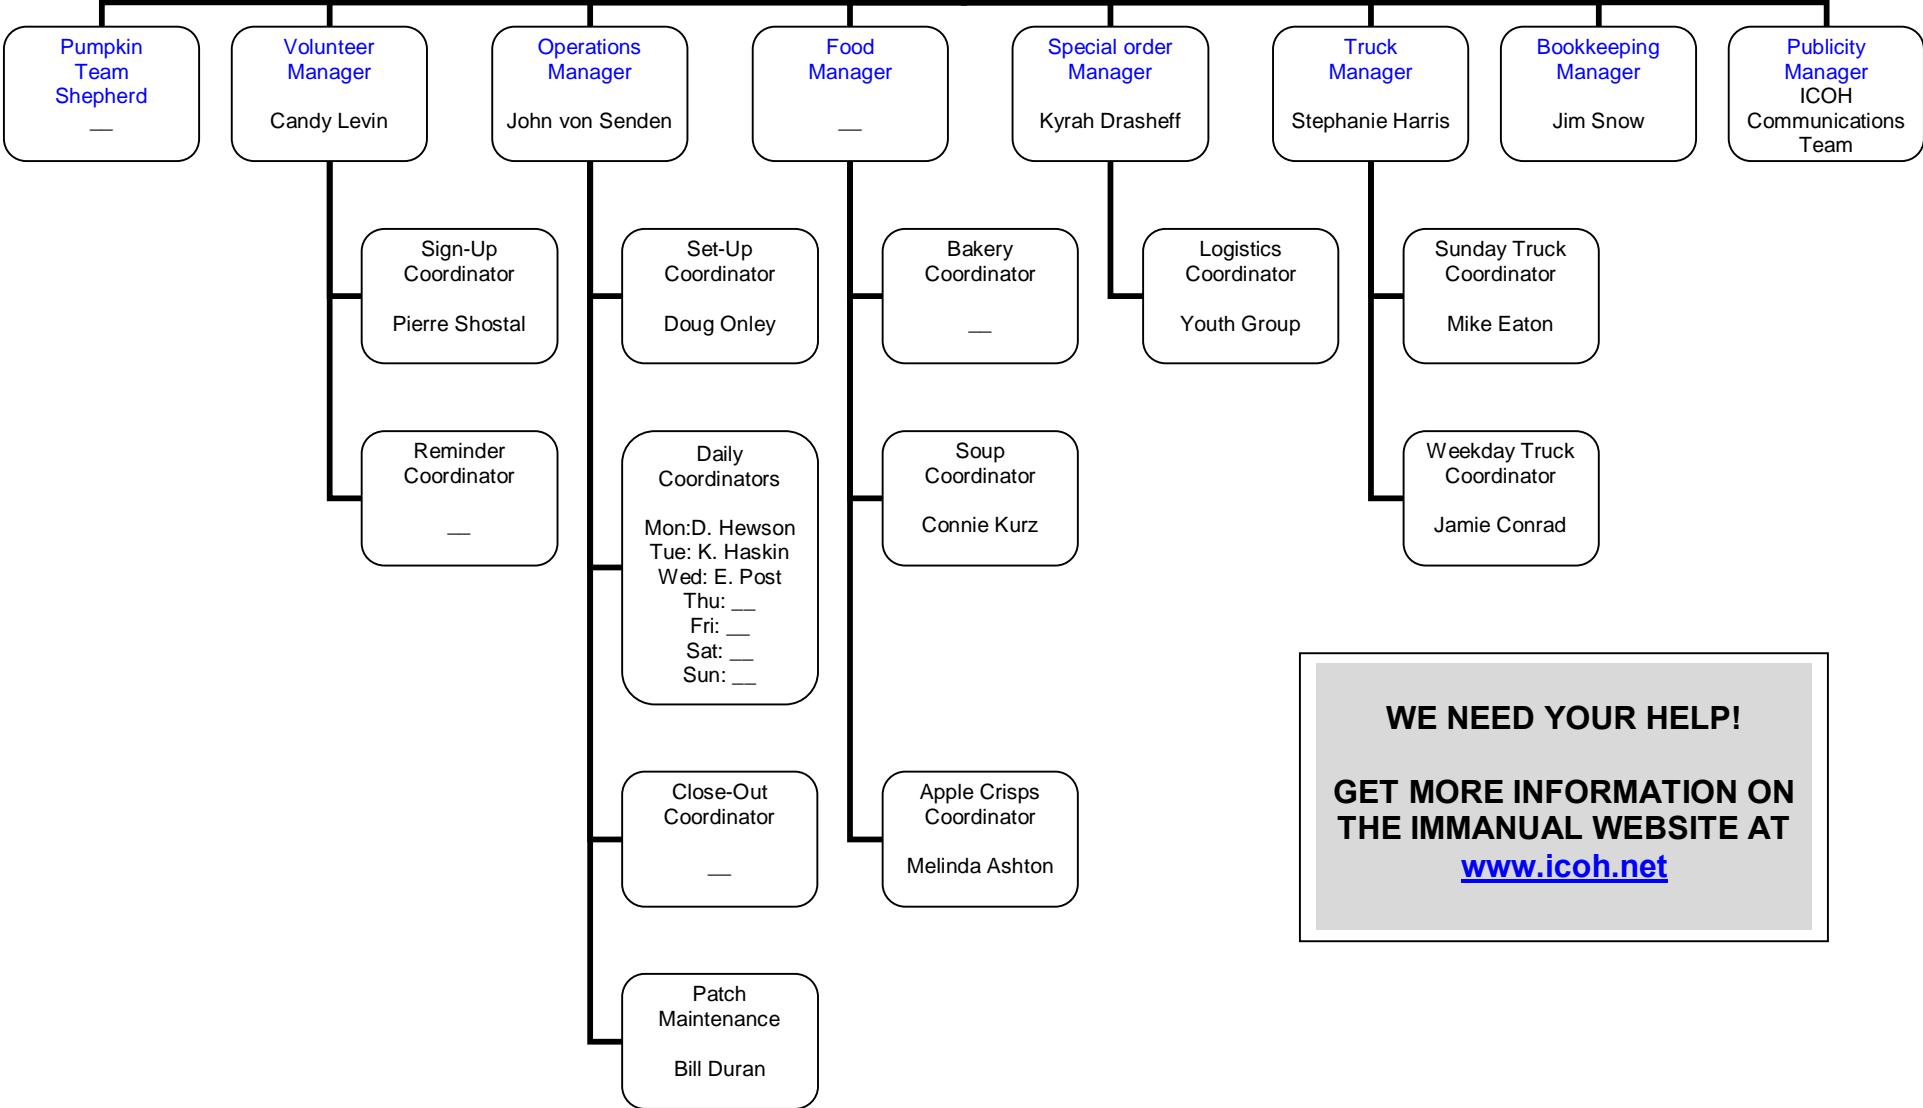 Pumpkin
Team
Shepherd
__
Volunteer
Manager
Candy Levin
Operations
Manager
John von Senden
Food
Manager
__
Special order
Manager
Kyrah Drasheff
Truck
Manager
Stephanie Harris
Bookkeeping
Manager
Jim Snow
Publicity
Manager
ICOH
Communications
Team
Sign-Up
Coordinator
Pierre Shostal
Set-Up
Coordinator
Doug Onley
Bakery
Coordinator
__
Logistics
Coordinator
Youth Group
Sunday Truck
Coordinator
Mike Eaton
Reminder
Coordinator
__
Daily
Coordinators
Mon:D. Hewson
Tue: K. Haskin
Wed: E. Post
Thu: __
Fri: __
Sat: __
Sun: __
Soup
Coordinator
Connie Kurz
Weekday Truck
Coordinator
Jamie Conrad
Close-Out
Coordinator
__
Apple Crisps
Coordinator
Melinda Ashton
Patch
Maintenance
Bill Duran
WE NEED YOUR HELP!
GET MORE INFORMATION ON
THE IMMANUAL WEBSITE AT
www.icoh.net